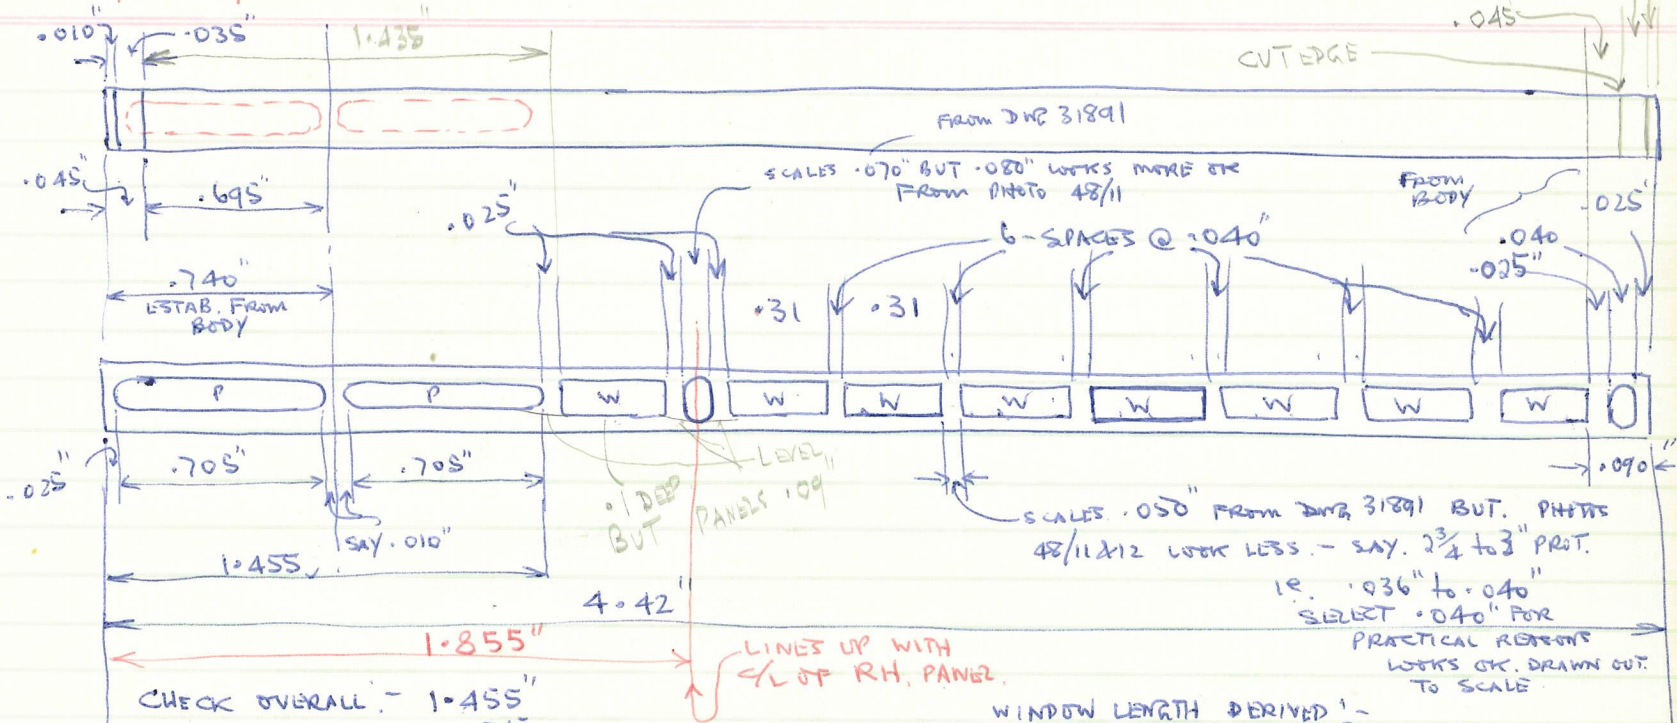 .010"
.035"
1.435"
.045
CUT EDGE
FROM DWG 31891
SCALES .070" BUT .080" LOOKS MORE OK
FROM PHOTO 48/11
FROM
BODY
.045"
.695"
.025"
.025"
6-SPACES @ .040"
.040
.025"
.740"
ESTAB. FROM
BODY
.31
.31
P
P
W
W
W
W
W
W
W
W
.025"
.705"
.705"
LEVEL
.1 DEEP
BUT PANELS .09"
.090"
SAY .010"
SCALES .050" FROM DWG 31891 BUT. PHOTOS
48/11 & 12 LOOK LESS. - SAY. 2 3/4 to 3" PROT.
1.455
ie. .036" to .040"
4.42"
SELECT .040" FOR
PRACTICAL REASONS
LOOKS OK. DRAWN OUT.
TO SCALE
1.855"
LINES UP WITH
C/L OF RH. PANEL.
CHECK OVERALL:- 1.455"
WINDOW LENGTH DERIVED:-